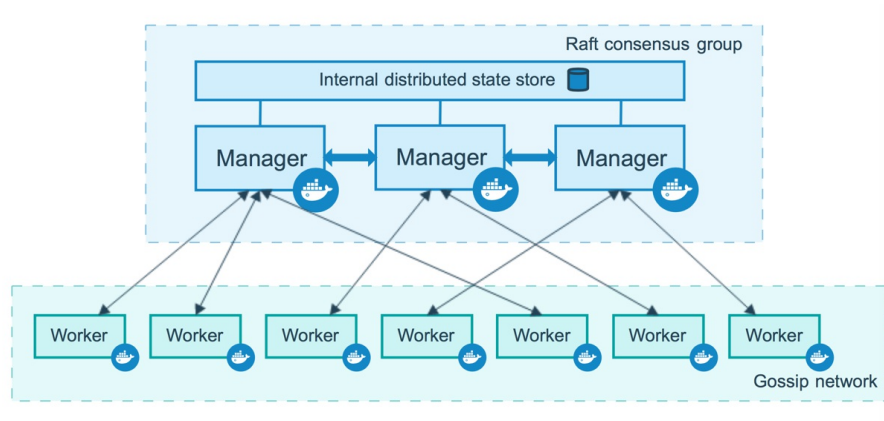 Raft consensus group
Internal distributed state store
Manager
Manager
Manager
Worker
Worker
Worker
Worker
Worker
Worker
Worker
Gossip network